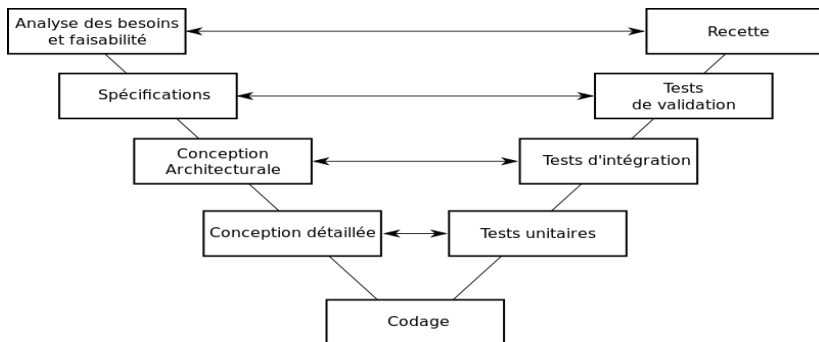 Analyse des besoins
et faisabilité
Recette
Spécifications
Tests
de validation
Conception
Architecturale
Tests d'intégration
Conception détaillée
Tests unitaires
Codage